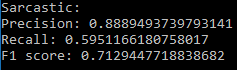 Sarcastic:
Precision: 0.8889493739793141
Recall: 0.5951166180758017
F1 score: 0.7129447718838682